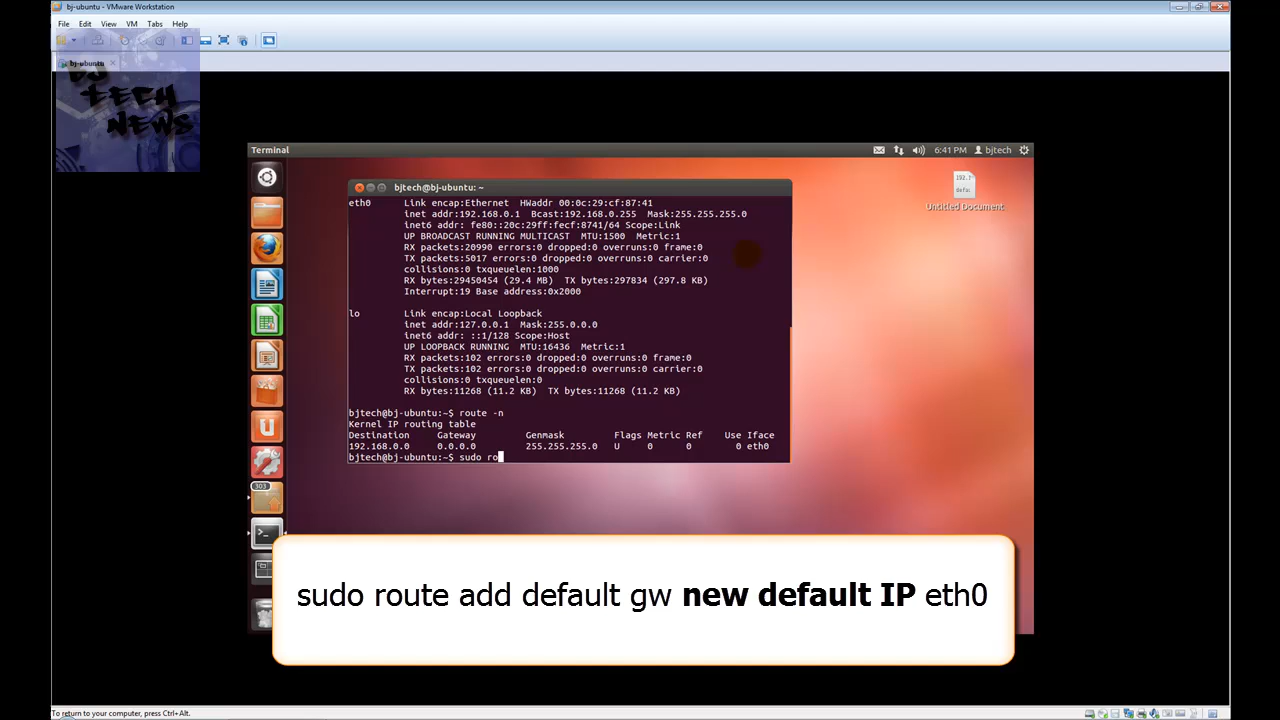 bj-ubuntu - VMware Workstation
File Edit View VM Tabs Help
bj-ubuntu
BJ
TECH
NEWS
Terminal
6:41 PM bjtech
192.1
defau
Untitled Document
bjtech@bj-ubuntu: ~
eth0 Link encap:Ethernet HWaddr 00:0c:29:cf:87:41
inet addr:192.168.0.1 Bcast:192.168.0.255 Mask:255.255.255.0
inet6 addr: fe80::20c:29ff:fecf:8741/64 Scope:Link
UP BROADCAST RUNNING MULTICAST MTU:1500 Metric:1
RX packets:20990 errors:0 dropped:0 overruns:0 frame:0
TX packets:5017 errors:0 dropped:0 overruns:0 carrier:0
collisions:0 txqueuelen:1000
RX bytes:29450454 (29.4 MB) TX bytes:297834 (297.8 KB)
Interrupt:19 Base address:0x2000
lo Link encap:Local Loopback
inet addr:127.0.0.1 Mask:255.0.0.0
inet6 addr: ::1/128 Scope:Host
UP LOOPBACK RUNNING MTU:16436 Metric:1
RX packets:102 errors:0 dropped:0 overruns:0 frame:0
TX packets:102 errors:0 dropped:0 overruns:0 carrier:0
collisions:0 txqueuelen:0
RX bytes:11268 (11.2 KB) TX bytes:11268 (11.2 KB)
bjtech@bj-ubuntu:~$ route -n
Kernel IP routing table
Destination Gateway Genmask Flags Metric Ref Use Iface
192.168.0.0 0.0.0.0 255.255.255.0 U 0 0 0 eth0
bjtech@bj-ubuntu:~$ sudo ro
303
sudo route add default gw new default IP eth0
To return to your computer, press Ctrl+Alt.